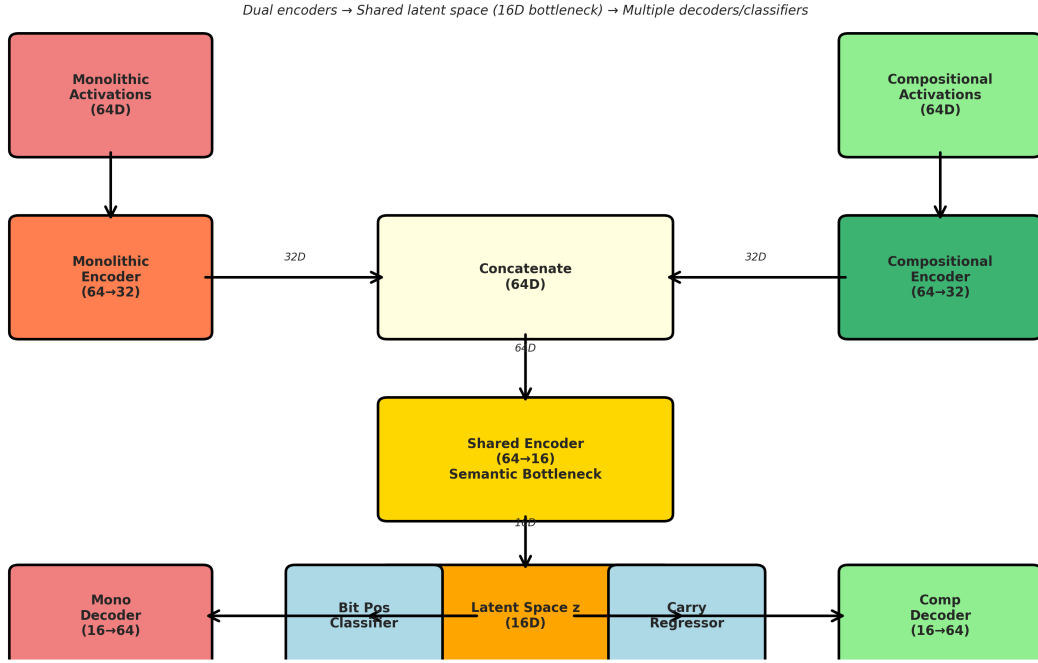 Dual encoders → Shared latent space (16D bottleneck) → Multiple decoders/classifiers
Monolithic
Activations
(64D)
Compositional
Activations
(64D)
Monolithic
Encoder
(64→32)
32D
Concatenate
(64D)
32D
Compositional
Encoder
(64→32)
64D
Shared Encoder
(64→16)
Semantic Bottleneck
16D
Mono
Decoder
(16→64)
Bit Pos
Classifier
Latent Space z
(16D)
Carry
Regressor
Comp
Decoder
(16→64)